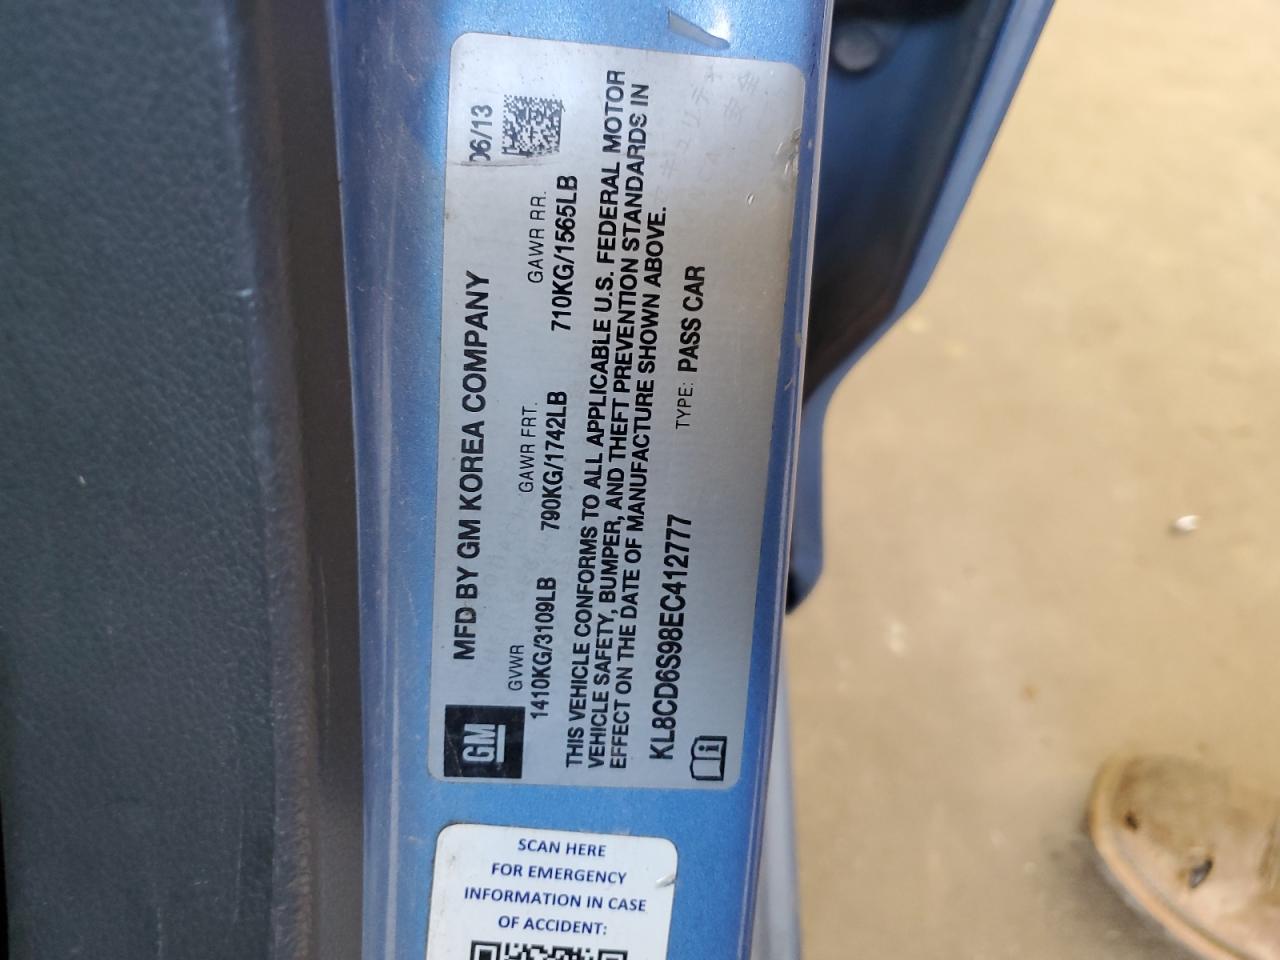 MFD BY GM KOREA COMPANY 06/13
GM
GVWR GAWR FRT. GAWR RR.
1410KG/3109LB 790KG/1742LB 710KG/1565LB
THIS VEHICLE CONFORMS TO ALL APPLICABLE U.S. FEDERAL MOTOR
VEHICLE SAFETY, BUMPER, AND THEFT PREVENTION STANDARDS IN
EFFECT ON THE DATE OF MANUFACTURE SHOWN ABOVE.
KL8CD6S98EC412777 TYPE: PASS CAR
SCAN HERE
FOR EMERGENCY
INFORMATION IN CASE
OF ACCIDENT: